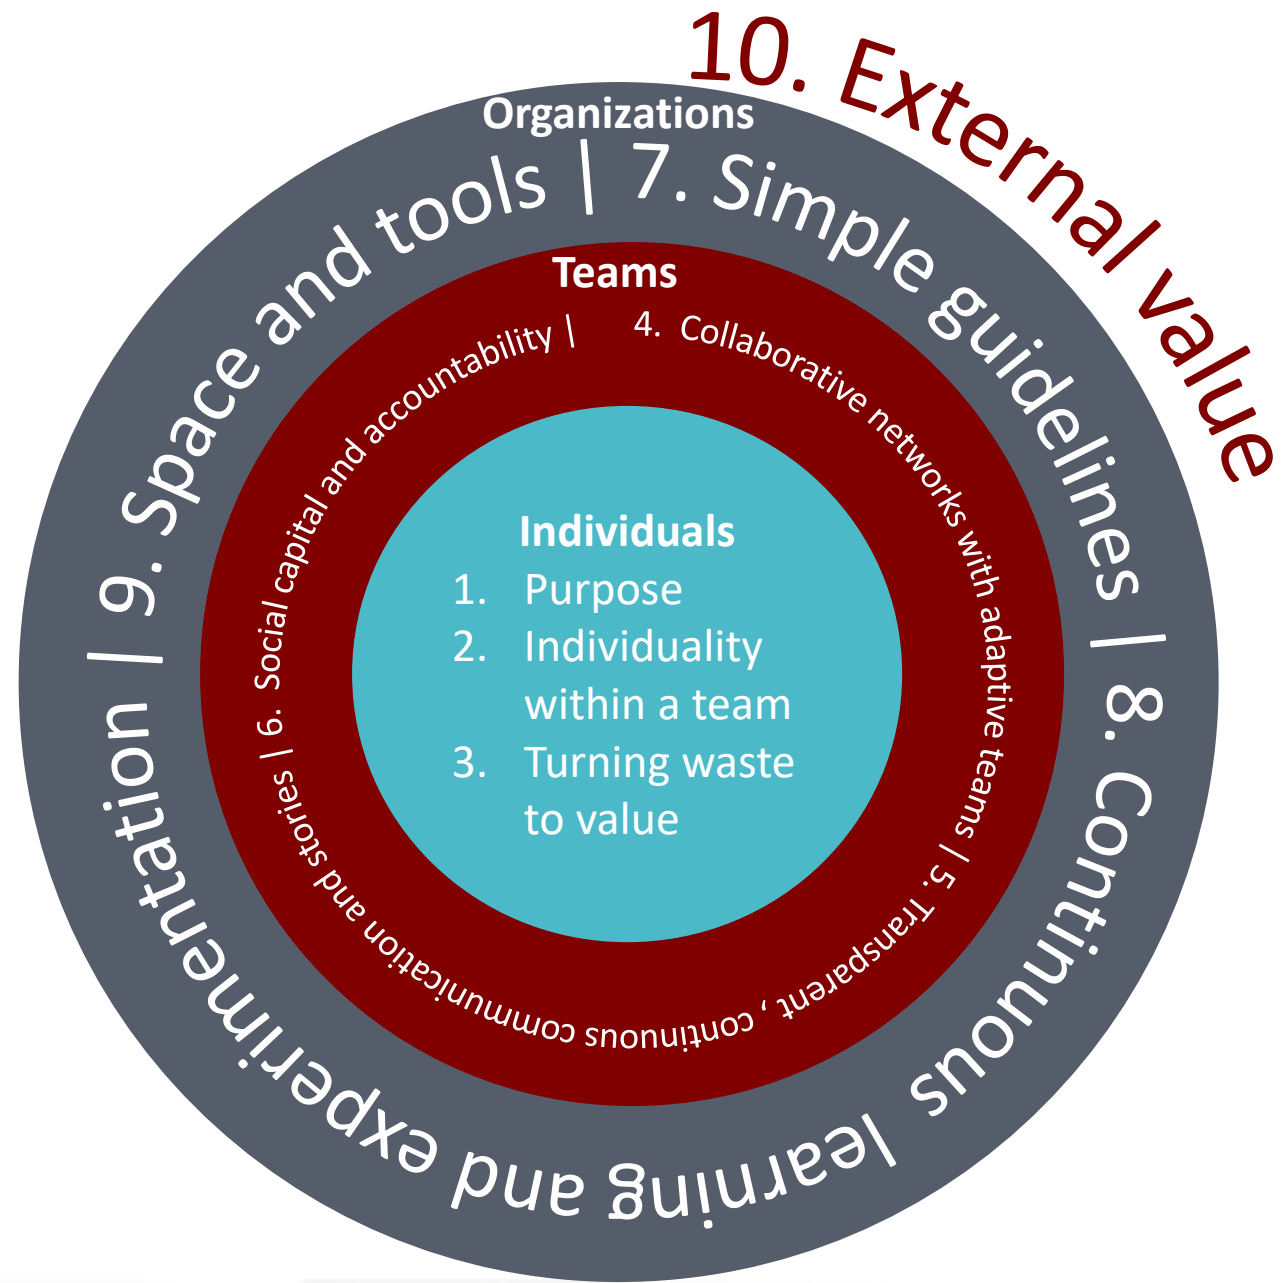 10. External value
Organizations
7. Simple guidelines | 8. Continuous learning and experimentation | 9. Space and tools |
Teams
4. Collaborative networks with adaptive teams | 5. Transparent , continuous communication and stories | 6. Social capital and accountability |
Individuals
1. Purpose
2. Individuality
within a team
3. Turning waste
to value